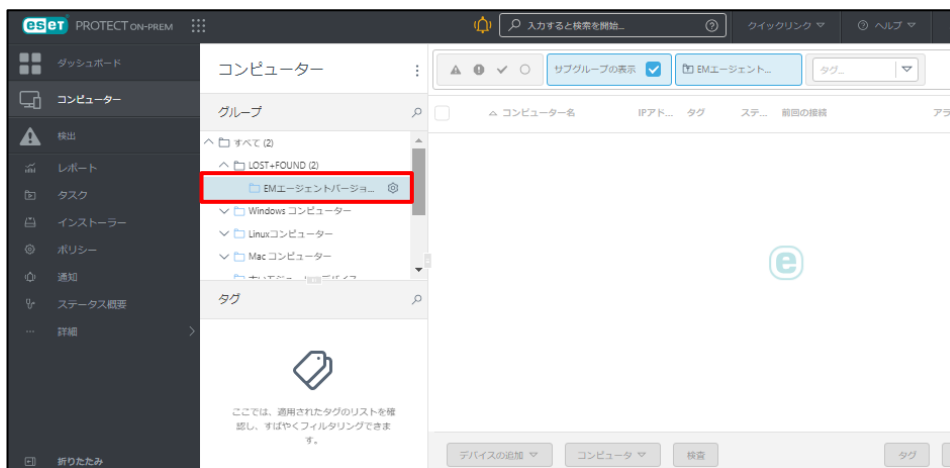 eset PROTECT ON-PREM
入力すると検索を開始...
クイックリンク
ヘルプ
ダッシュボード
コンピューター
検出
レポート
タスク
インストーラー
ポリシー
通知
ステータス概要
詳細
折りたたみ
コンピューター
グループ
すべて (2)
LOST+FOUND (2)
EMエージェントバージョ...
Windows コンピューター
Linuxコンピューター
Mac コンピューター
タグ
ここでは、適用されたタグのリストを確
認し、すばやくフィルタリングできま
す。
サブグループの表示
EMエージェント...
タグ...
コンピューター名 IPアド... タグ ステ... 前回の接続 アラ
e
デバイスの追加 コンピュータ 検査 タグ